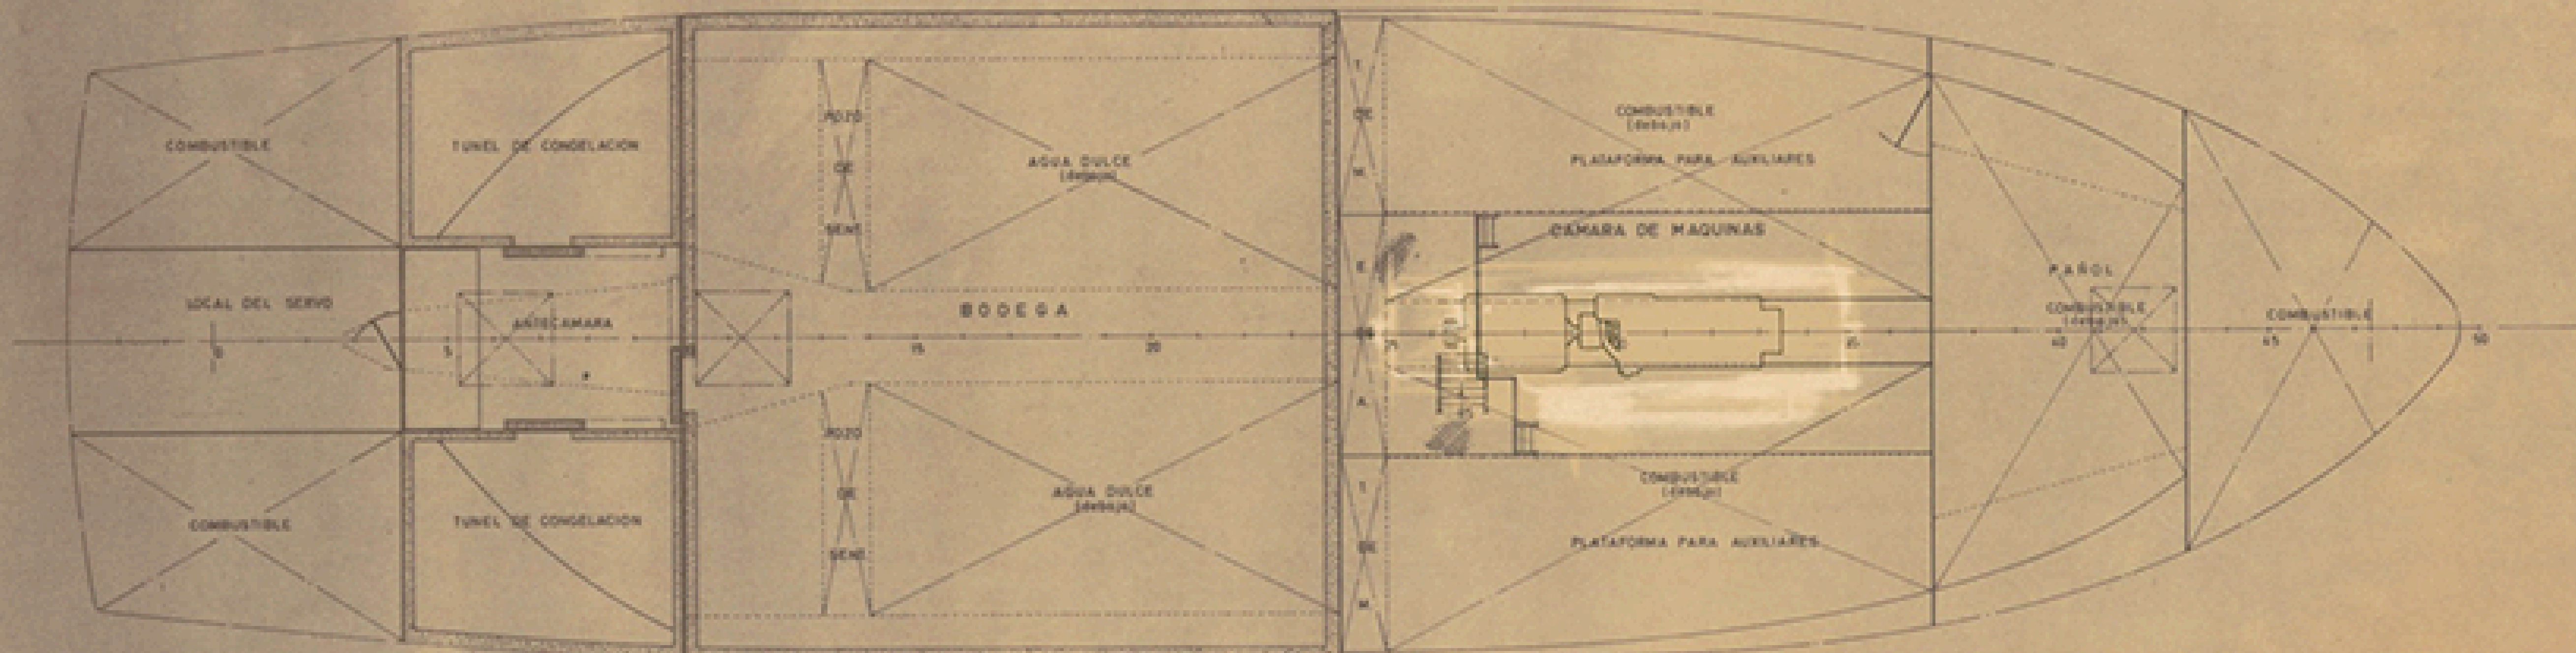 COMBUSTIBLE
TUNEL DE CONGELACION
LOCAL DEL SERVO
0
ANTECAMARA
5
COMBUSTIBLE
TUNEL DE CONGELACION
POZO
DE
SENT
AGUA DULCE
(debajo)
BODEGA
15
20
POZO
DE
SENT
AGUA DULCE
(debajo)
T.
DE
M.
E.
A.
T.
DE
M.
COMBUSTIBLE
(debajo)
PLATAFORMA PARA AUXILIARES
CAMARA DE MAQUINAS
COMBUSTIBLE
(debajo)
PLATAFORMA PARA AUXILIARES
PAÑOL
COMBUSTIBLE
(debajo)
40
COMBUSTIBLE
45
50